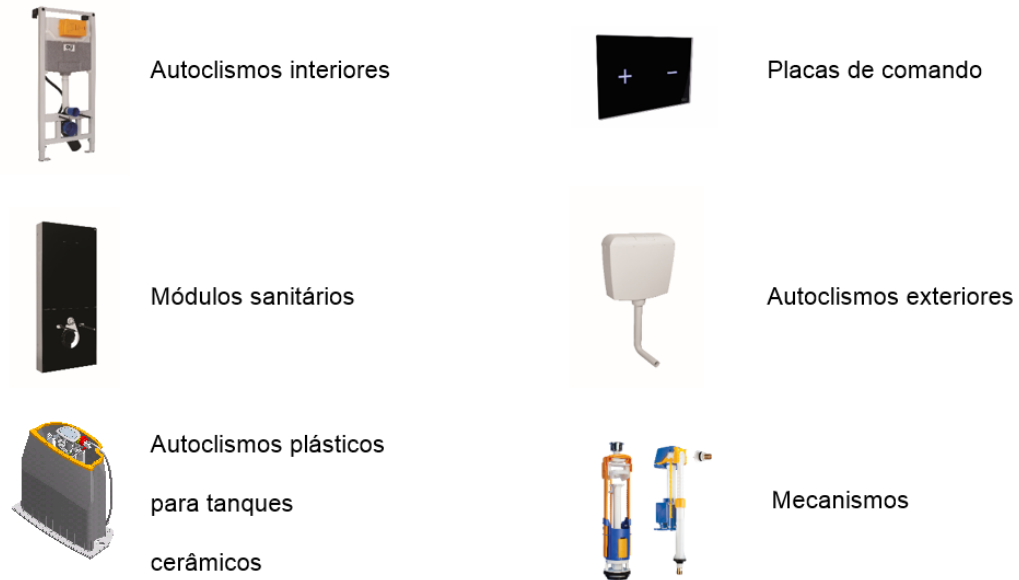 Autoclismos interiores
Placas de comando
Módulos sanitários
Autoclismos exteriores
Autoclismos plásticos
para tanques
cerâmicos
Mecanismos